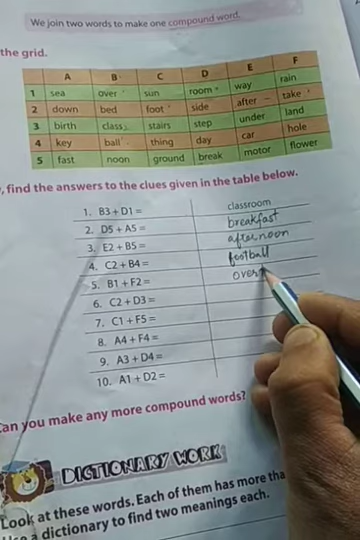 We join two words to make one compound word.
the grid.
A B C D E F
1 sea over sun room way rain
2 down bed foot side after take
3 birth class stairs step under land
4 key ball thing day car hole
5 fast noon ground break motor flower
, find the answers to the clues given in the table below.
1. B3 + D1 = classroom
2. D5 + A5 = breakfast
3. E2 + B5 = afternoon
4. C2 + B4 = football
5. B1 + F2 = overt
6. C2 + D3 =
7. C1 + F5 =
8. A4 + F4 =
9. A3 + D4 =
10. A1 + D2 =
Can you make any more compound words?
DICTIONARY WORK
Look at these words. Each of them has more tha
Use a dictionary to find two meanings each.